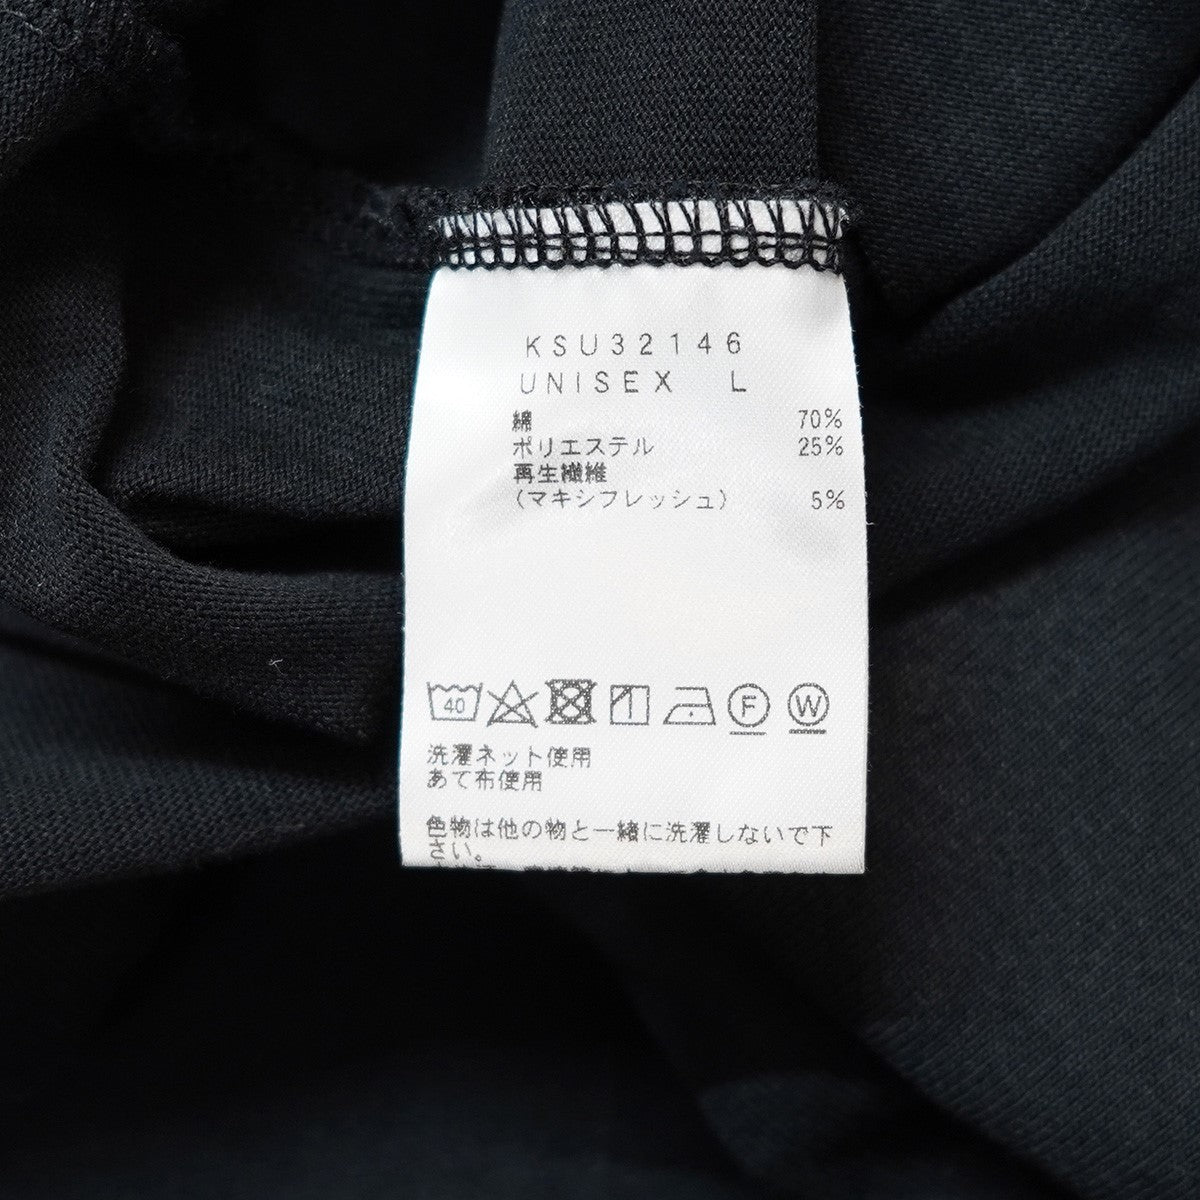 KSU32146
UNISEX L
綿 70%
ポリエステル 25%
再生繊維
(マキシフレッシュ) 5%
40 F W
洗濯ネット使用
あて布使用
色物は他の物と一緒に洗濯しないで下
さい。